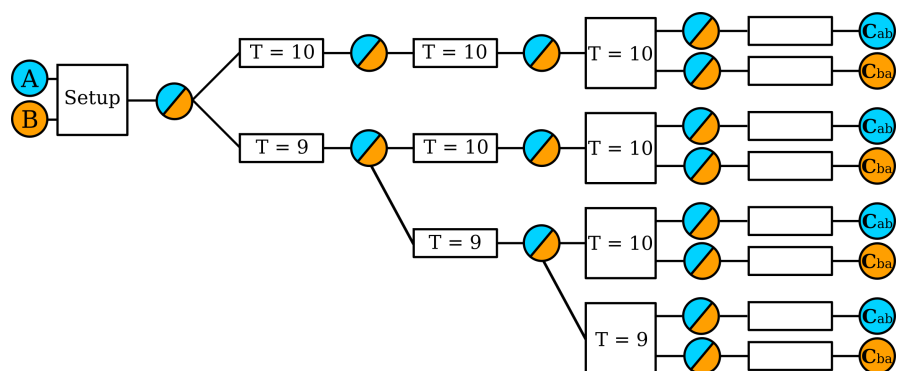 A
B
Setup
T = 10
T = 10
T = 10
Cab
Cba
T = 9
T = 10
T = 10
Cab
Cba
T = 9
T = 10
Cab
Cba
T = 9
Cab
Cba